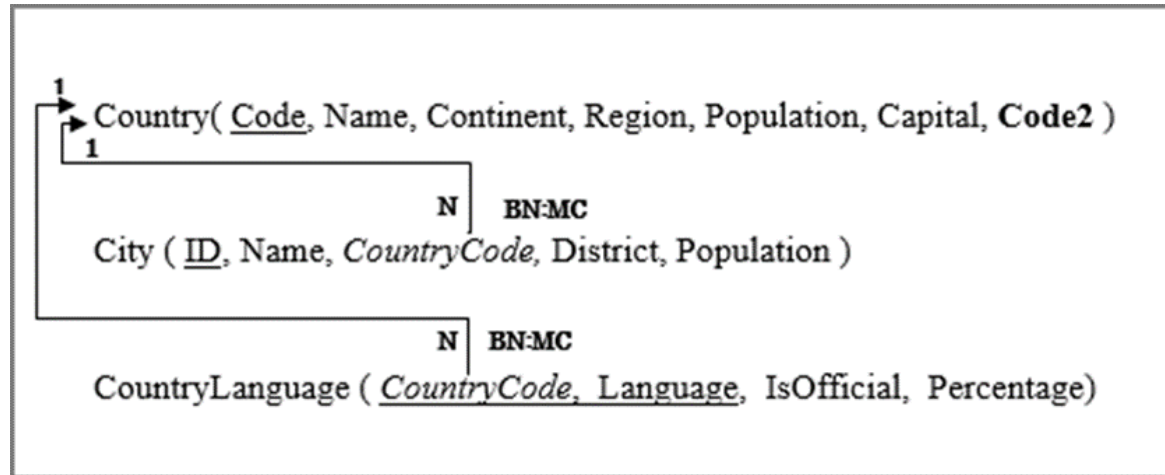 1
Country( Code, Name, Continent, Region, Population, Capital, Code2 )
1
N BN:MC
City ( ID, Name, CountryCode, District, Population )
N BN:MC
CountryLanguage ( CountryCode, Language, IsOfficial, Percentage)